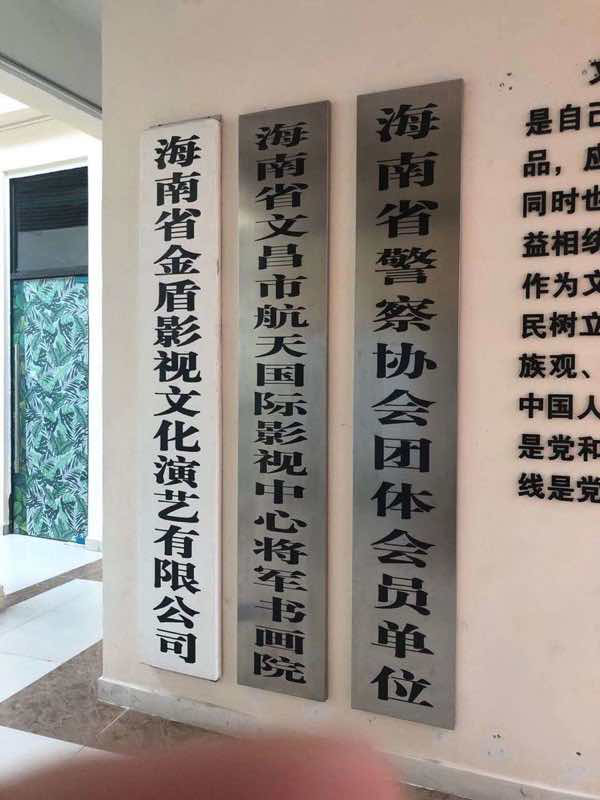 海南省金盾影视文化演艺有限公司
海南省文昌市航天国际影视中心将军书画院
海南省警察协会团体会员单位
是自己
品，应
同时也
益相统
作为文
民树立
族观、
中国人
是党和
线是党